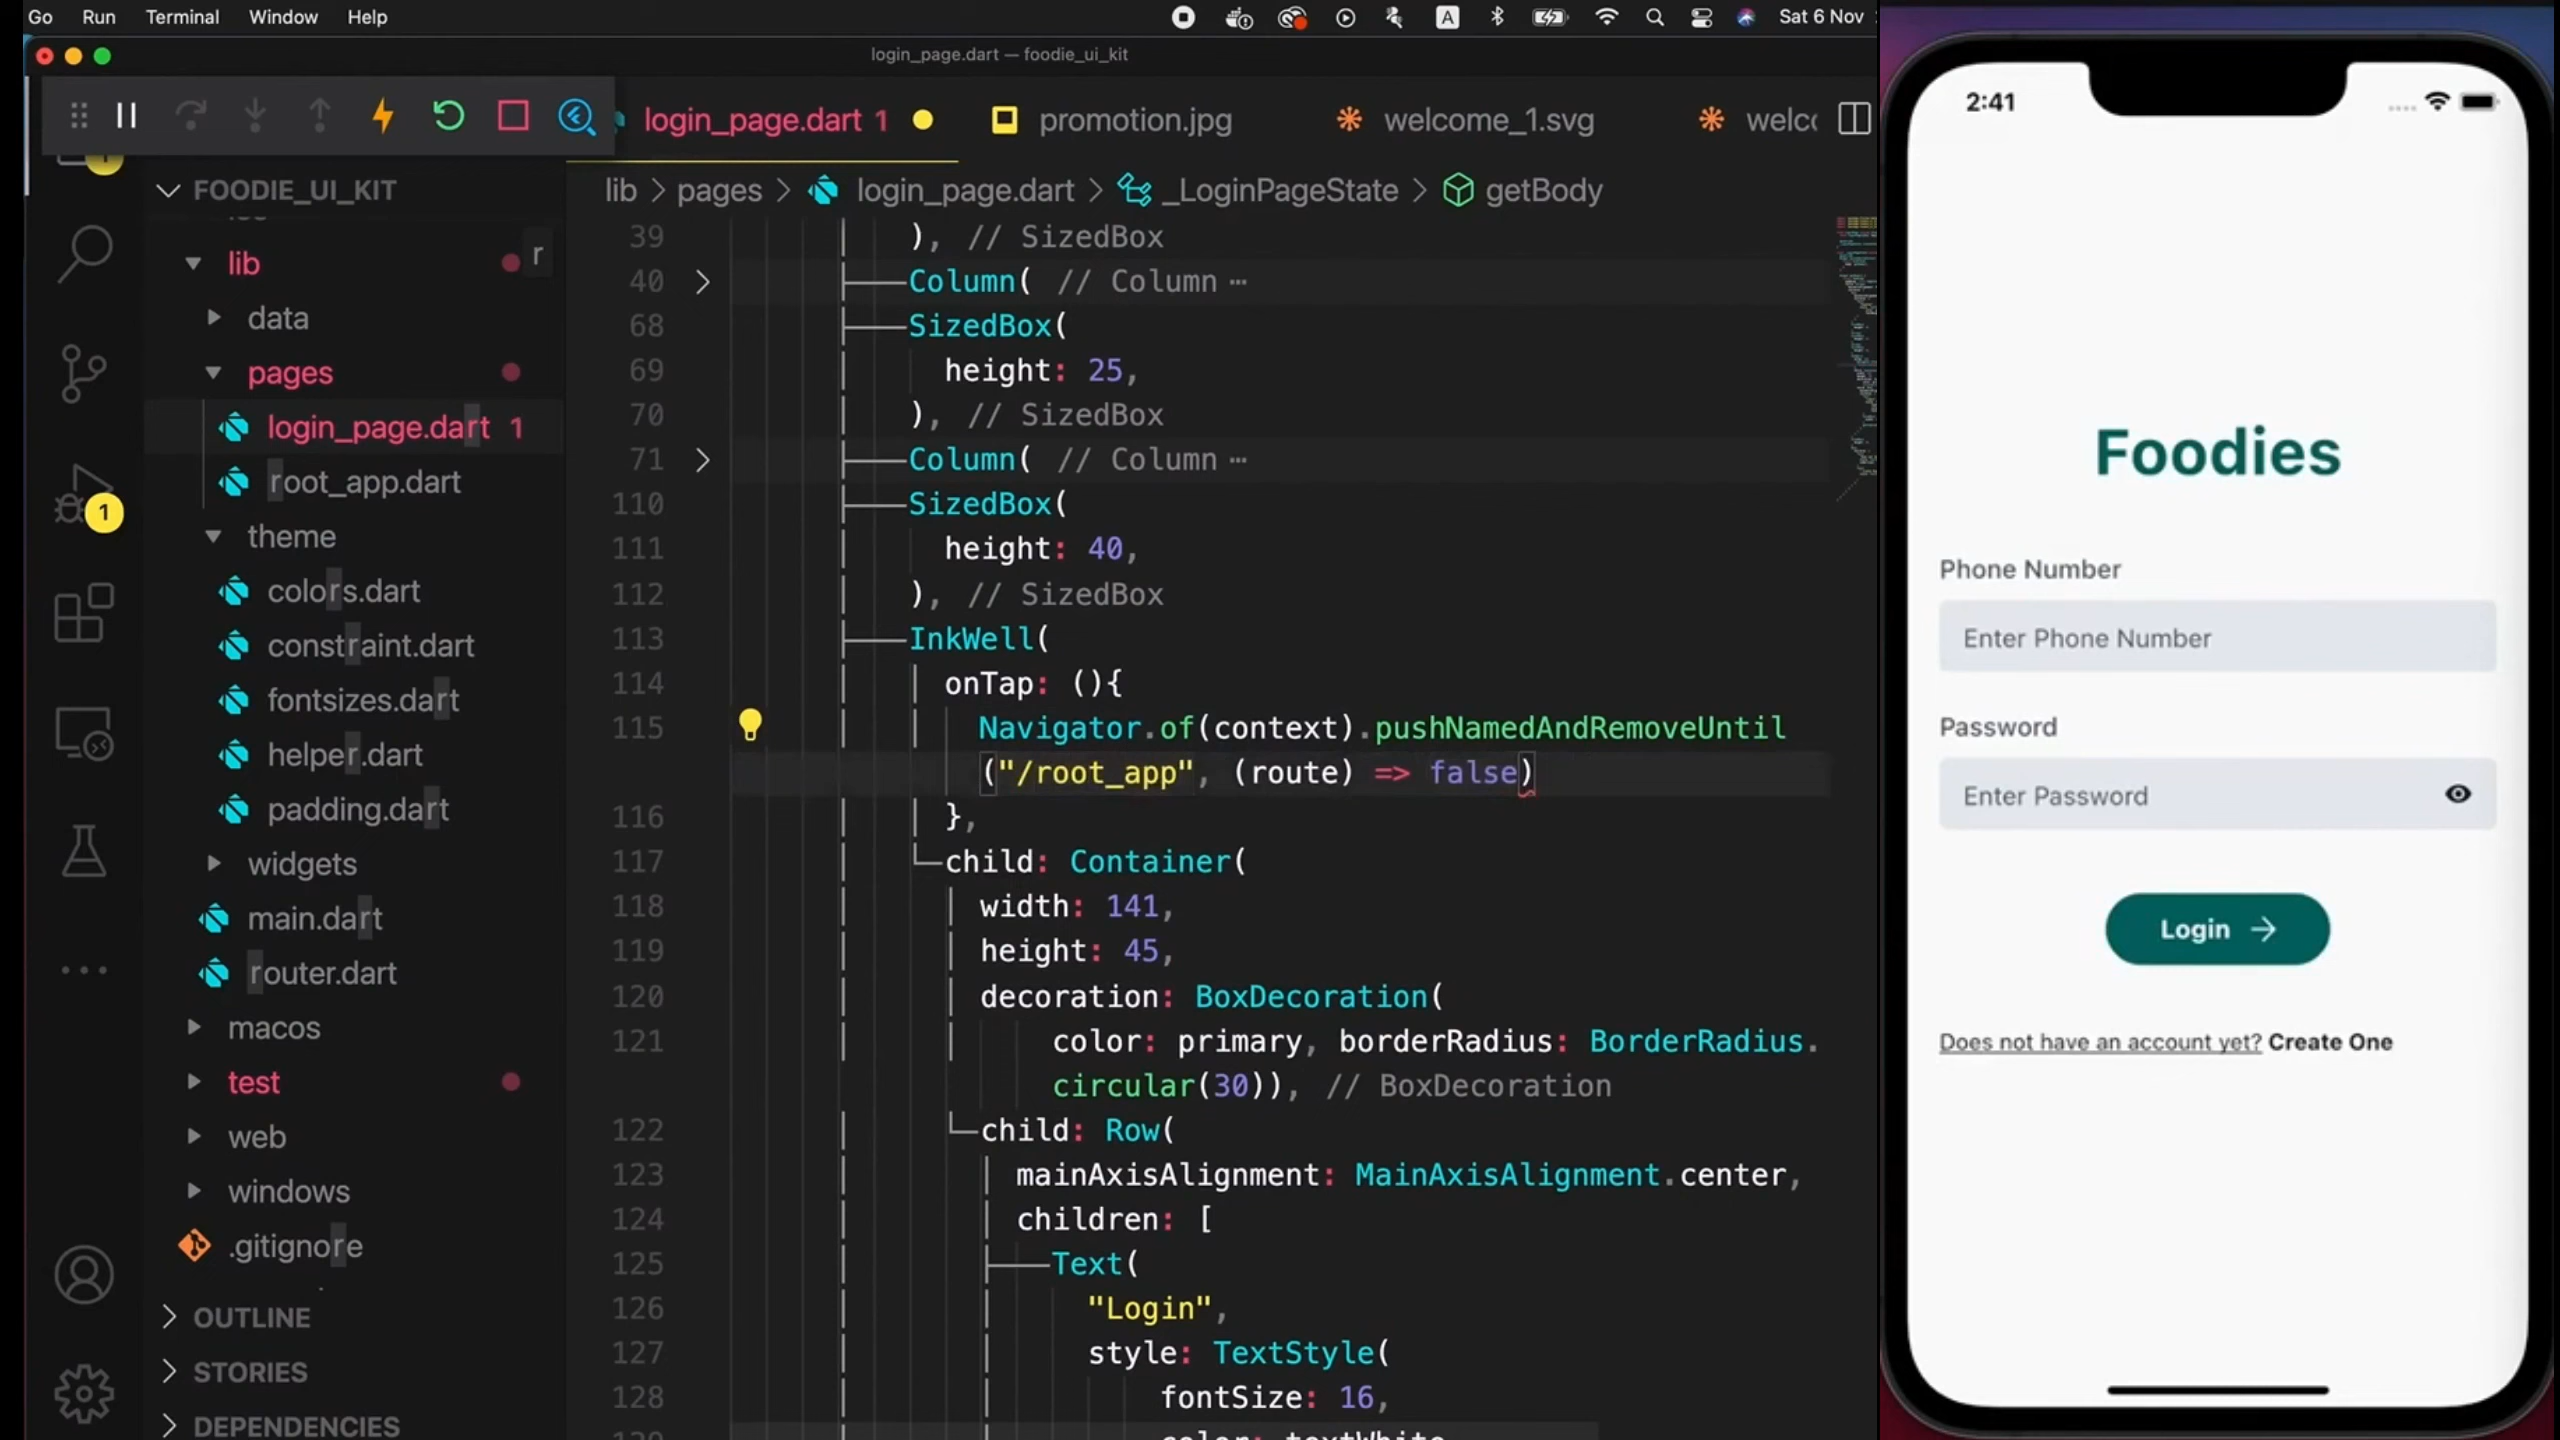 Go Run Terminal Window Help
A
Sat 6 Nov
login_page.dart — foodie_ui_kit
login_page.dart 1
promotion.jpg
welcome_1.svg
FOODIE_UI_KIT
lib > pages > login_page.dart > _LoginPageState > getBody
lib
r
data
pages
login_page.dart 1
root_app.dart
theme
colors.dart
constraint.dart
fontsizes.dart
helper.dart
padding.dart
widgets
main.dart
router.dart
macos
test
web
windows
.gitignore
OUTLINE
STORIES
DEPENDENCIES
1
39 ), // SizedBox
40 Column( // Column ⋯
68 SizedBox(
69 height: 25,
70 ), // SizedBox
71 Column( // Column ⋯
110 SizedBox(
111 height: 40,
112 ), // SizedBox
113 InkWell(
114 onTap: (){
115 Navigator.of(context).pushNamedAndRemoveUntil
("/root_app", (route) => false)
116 },
117 child: Container(
118 width: 141,
119 height: 45,
120 decoration: BoxDecoration(
121 color: primary, borderRadius: BorderRadius.
circular(30)), // BoxDecoration
122 child: Row(
123 mainAxisAlignment: MainAxisAlignment.center,
124 children: [
125 Text(
126 "Login",
127 style: TextStyle(
128 fontSize: 16,
2:41
Foodies
Phone Number
Enter Phone Number
Password
Enter Password
Login →
Does not have an account yet? Create One